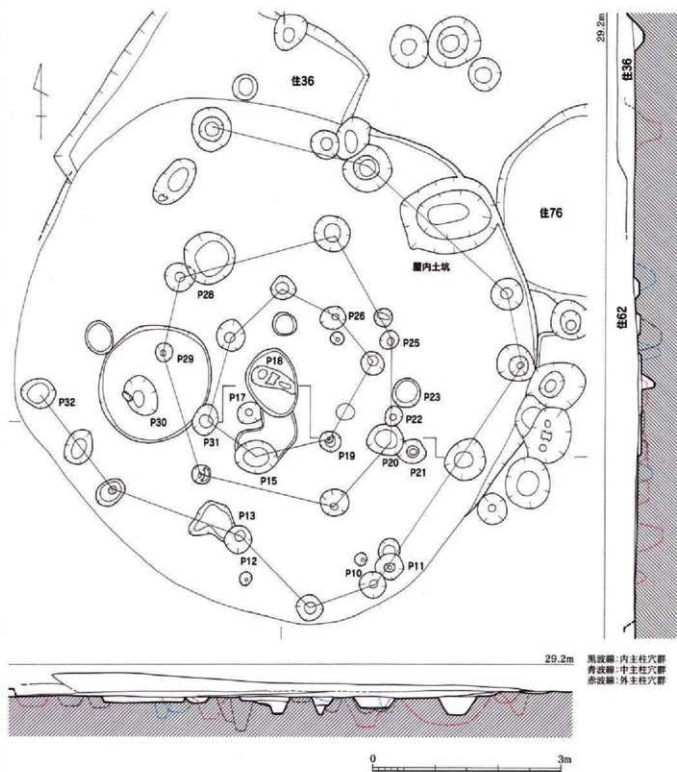 29.2m
住36
住36
住76
屋内土坑
住62
P28
P26
P25
P29
P18
P23
P32
P30
P17
P22
P31
P19
P20
P21
P15
P13
P12
P10
P11
29.2m
黒波線:内主柱穴群
青波線:中主柱穴群
赤波線:外主柱穴群
0
3m